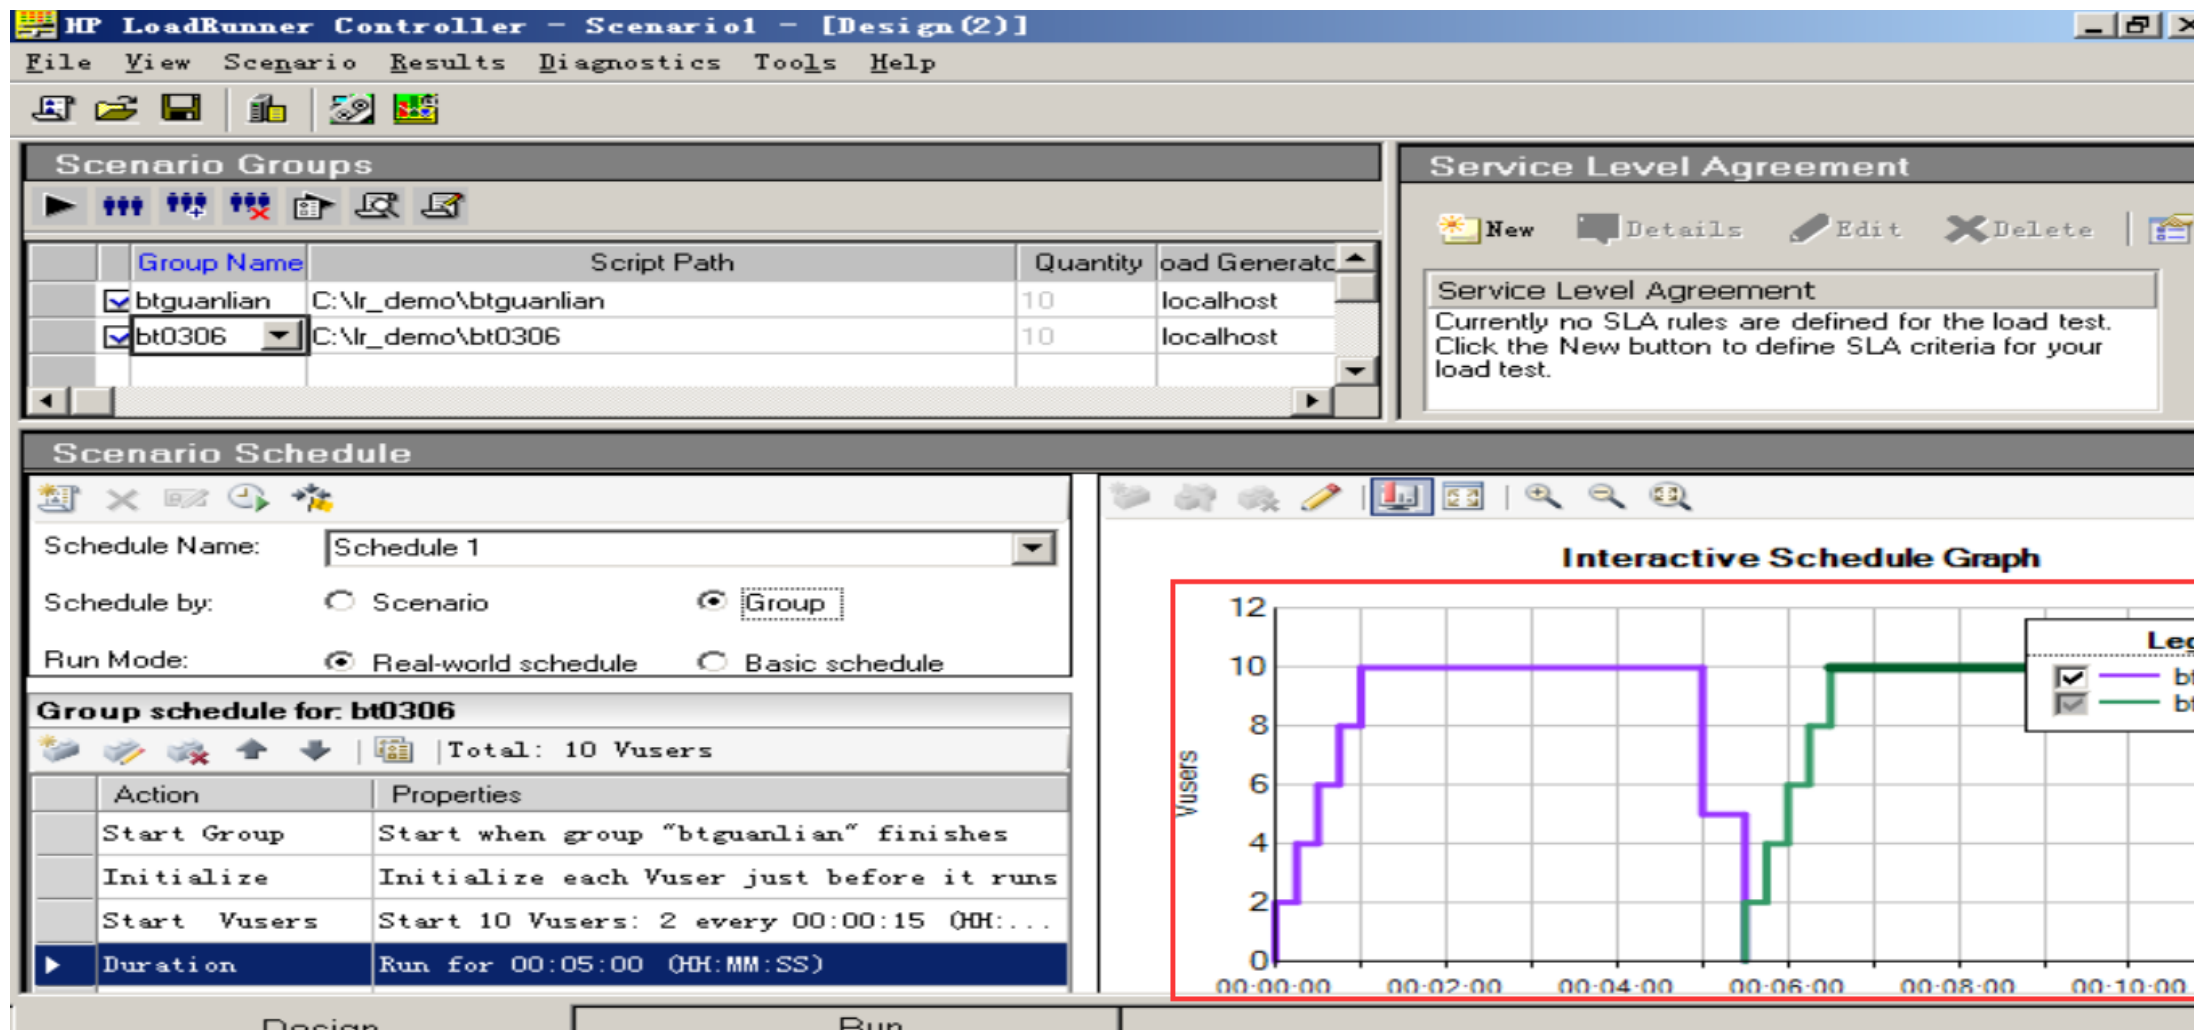 HP LoadRunner Controller - Scenario1 - [Design(2)]
File View Scenario Results Diagnostics Tools Help
Scenario Groups
Group Name Script Path Quantity oad Generato
btguanlian C:\lr_demo\btguanlian 10 localhost
bt0306 C:\lr_demo\bt0306 10 localhost
Service Level Agreement
New Details Edit Delete
Service Level Agreement
Currently no SLA rules are defined for the load test.
Click the New button to define SLA criteria for your
load test.
Scenario Schedule
Schedule Name: Schedule 1
Schedule by: Scenario Group
Run Mode: Real-world schedule Basic schedule
Group schedule for: bt0306
Total: 10 Vusers
Action Properties
Start Group Start when group "btguanlian" finishes
Initialize Initialize each Vuser just before it runs
Start Vusers Start 10 Vusers: 2 every 00:00:15 (HH:...
Duration Run for 00:05:00 (HH:MM:SS)
Interactive Schedule Graph
12
10
8
6
4
2
0
Vusers
Leg
bt
bt
00:00:00 00:02:00 00:04:00 00:06:00 00:08:00 00:10:00
Design Run